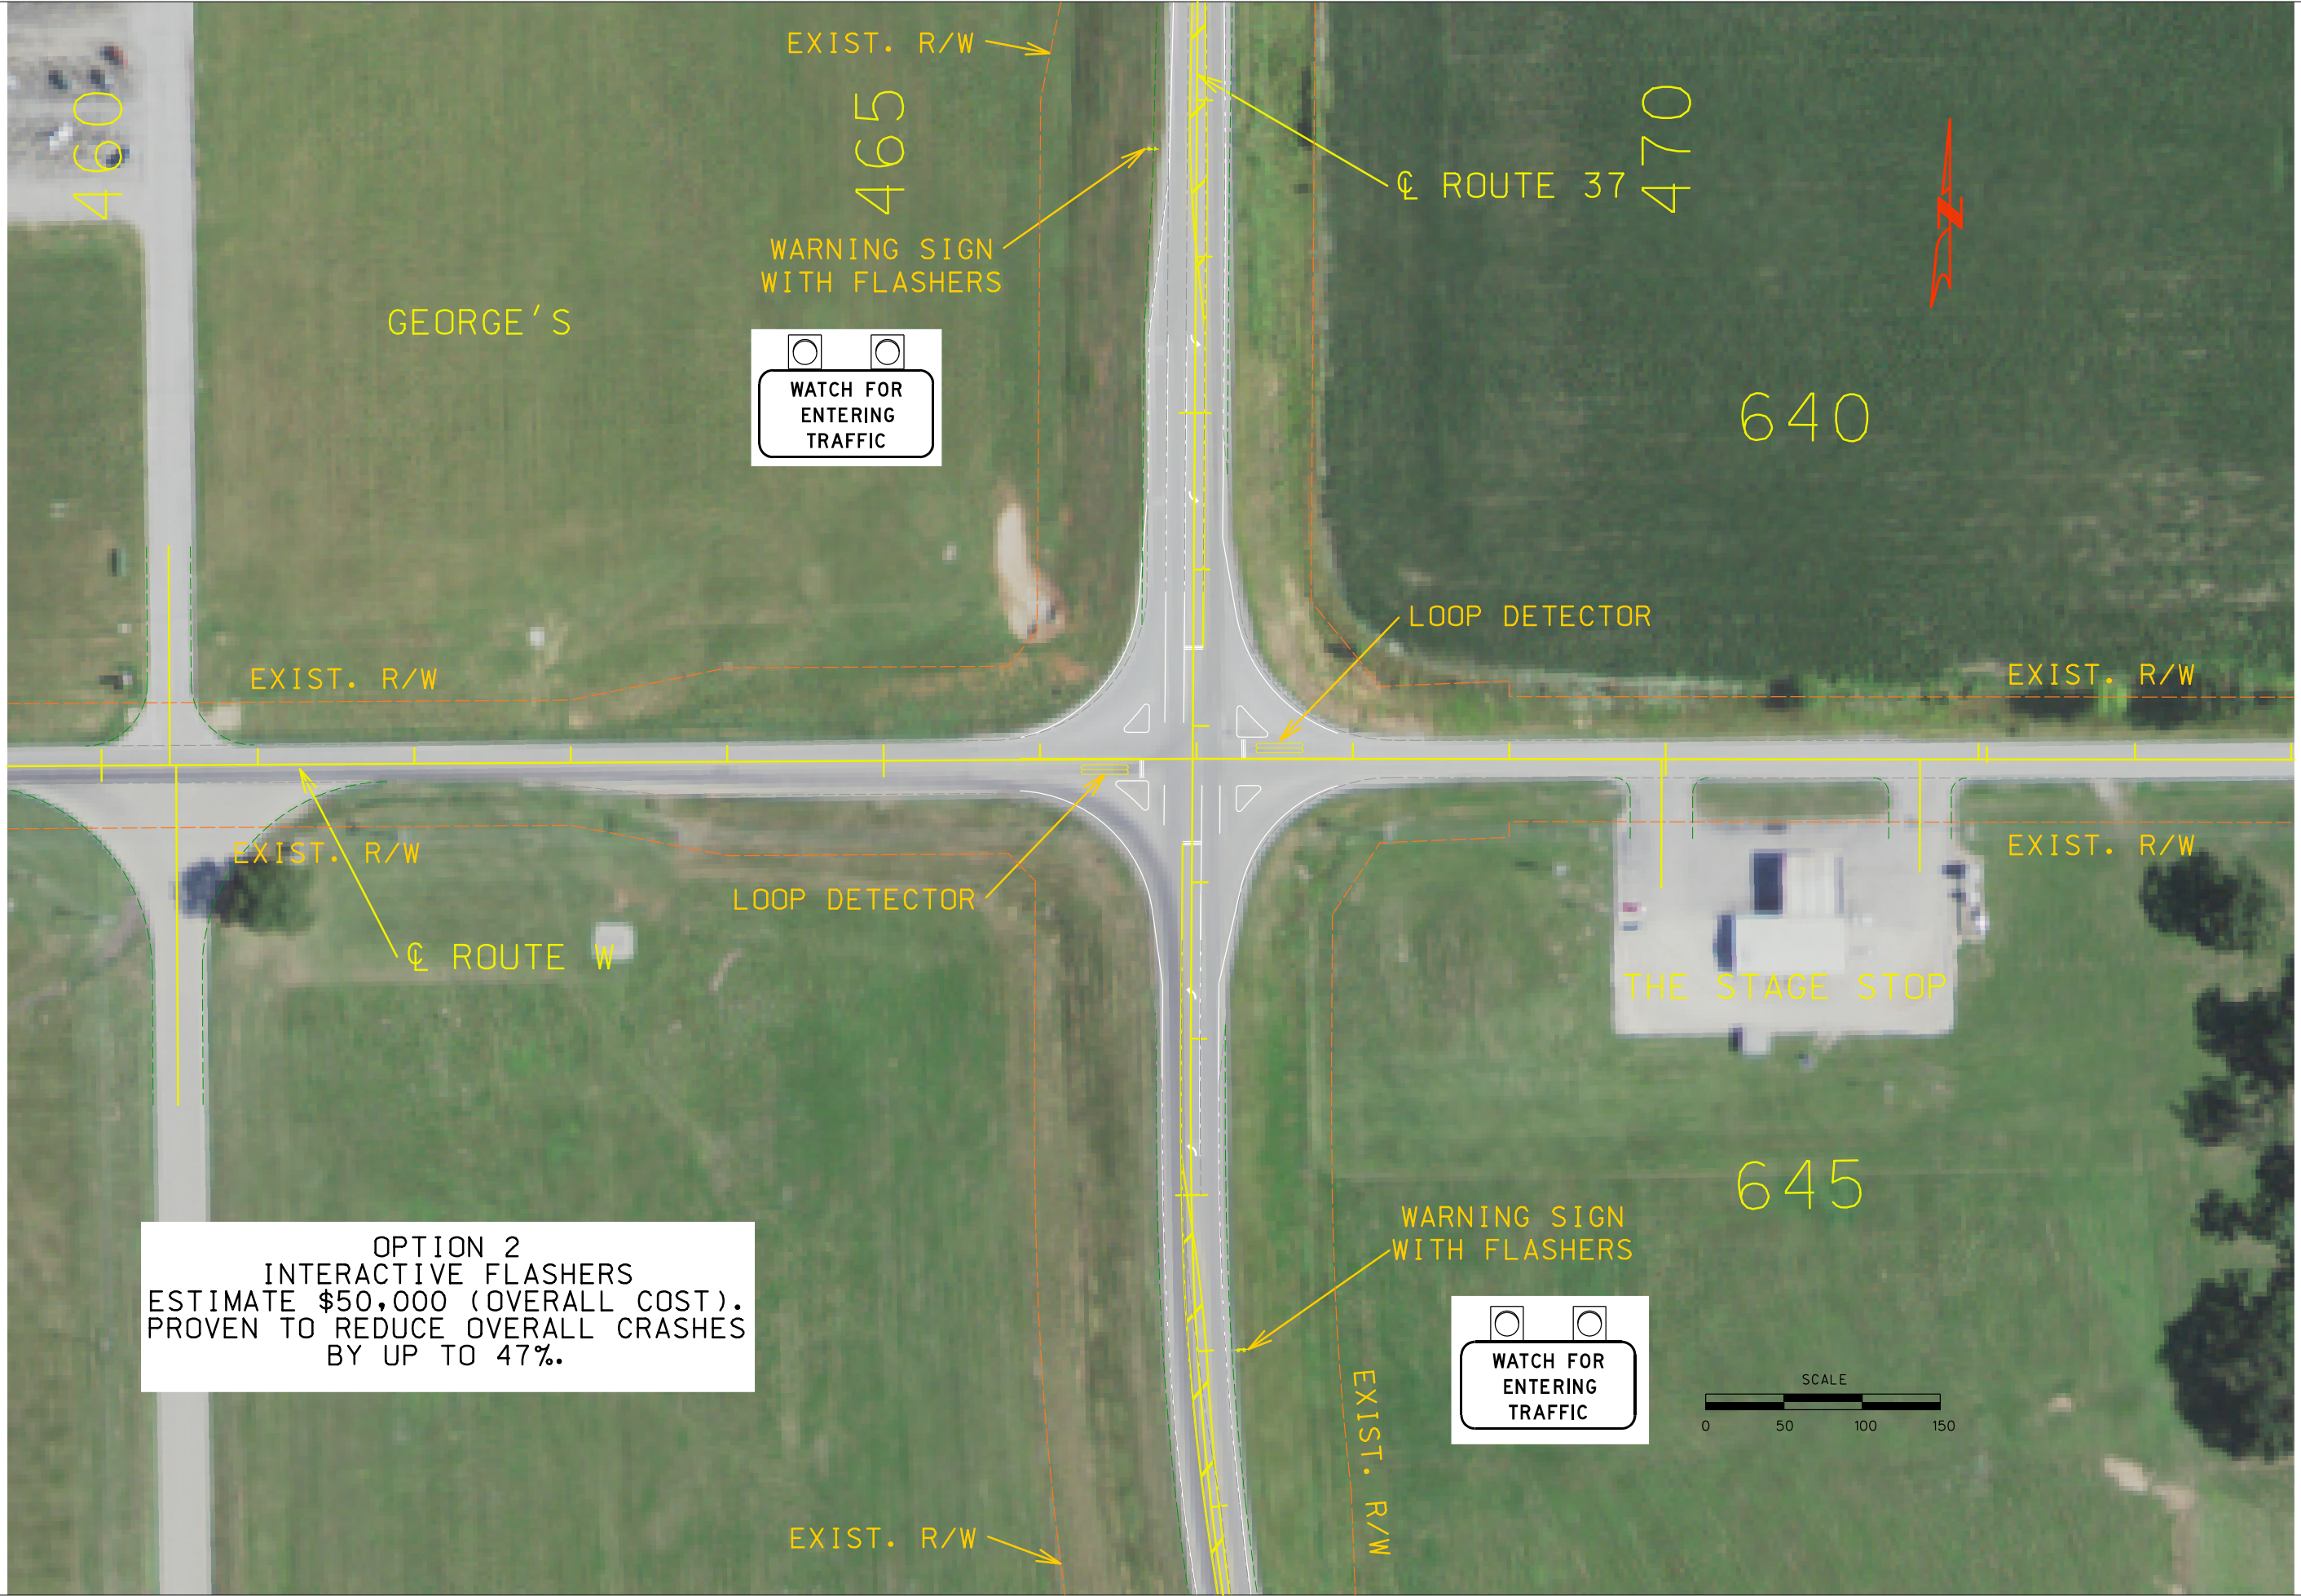 EXIST. R/W
460
465
470
℄ ROUTE 37
WARNING SIGN
WITH FLASHERS
N
GEORGE'S
WATCH FOR
ENTERING
TRAFFIC
640
LOOP DETECTOR
EXIST. R/W
EXIST. R/W
EXIST. R/W
EXIST. R/W
LOOP DETECTOR
℄ ROUTE W
THE STAGE STOP
645
WARNING SIGN
WITH FLASHERS
OPTION 2
INTERACTIVE FLASHERS
ESTIMATE $50,000 (OVERALL COST).
PROVEN TO REDUCE OVERALL CRASHES
BY UP TO 47%.
WATCH FOR
ENTERING
TRAFFIC
SCALE
0 50 100 150
EXIST. R/W
EXIST. R/W